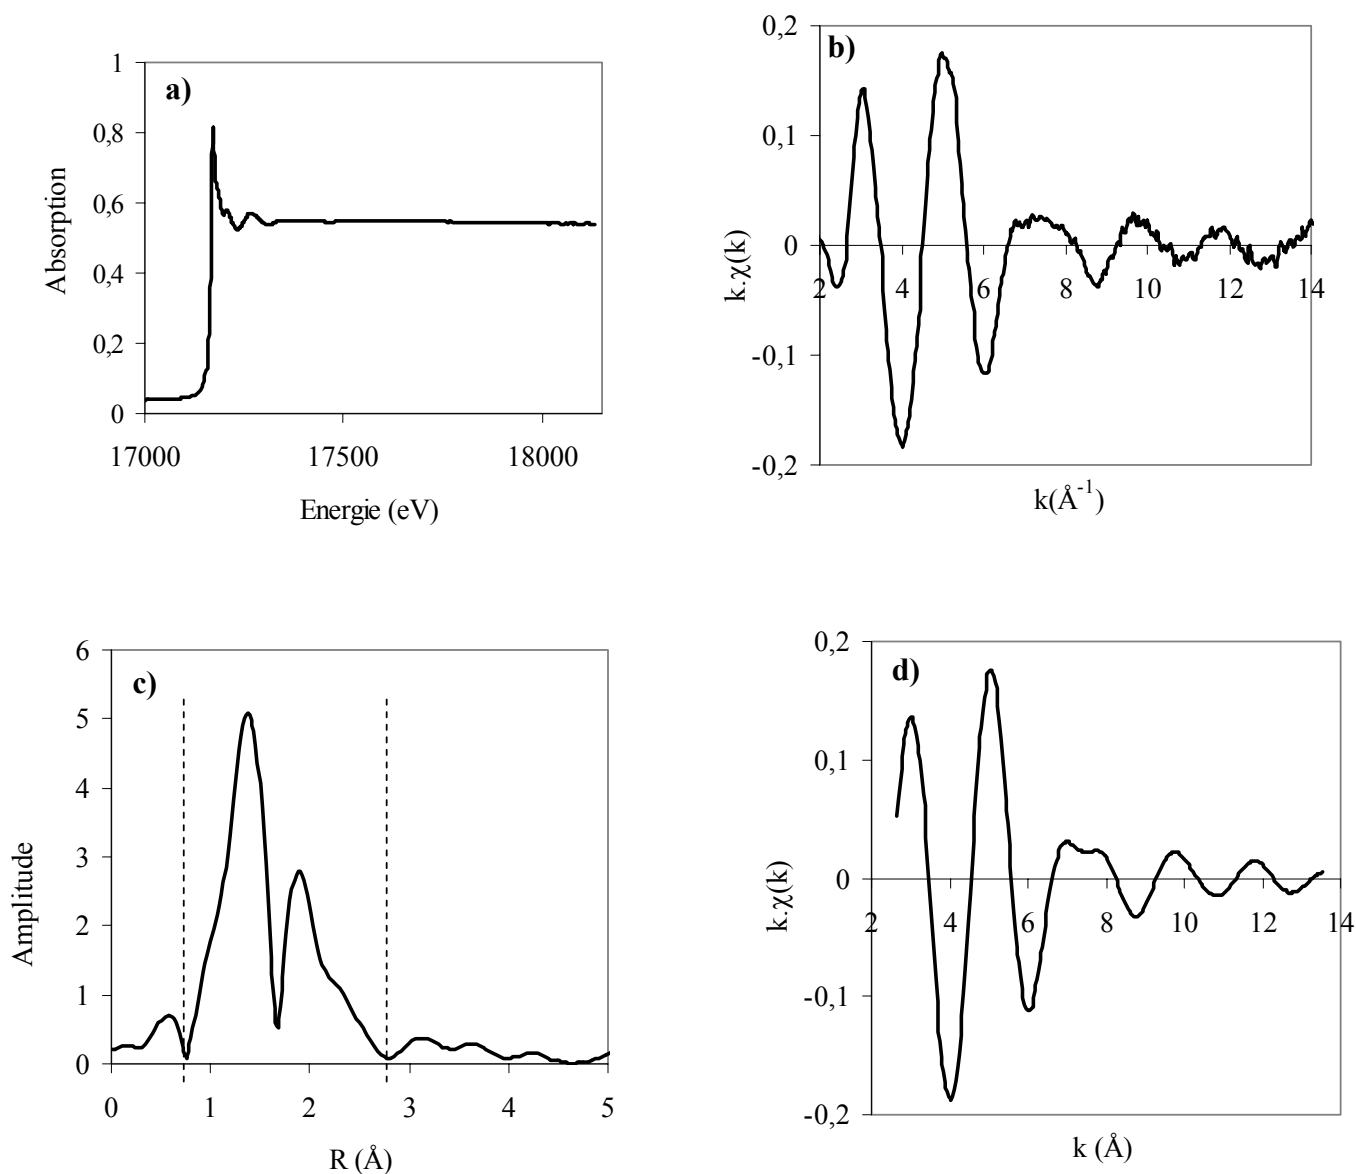 a)
1
0,8
0,6
0,4
0,2
0
Absorption
17000 17500 18000
Energie (eV)
b)
0,2
0,1
0
-0,1
-0,2
k.χ(k)
2 4 6 8 10 12 14
k(Å-1)
c)
6
5
4
3
2
1
0
Amplitude
0 1 2 3 4 5
R (Å)
d)
0,2
0,1
0
-0,1
-0,2
k.χ(k)
2 4 6 8 10 12 14
k (Å)